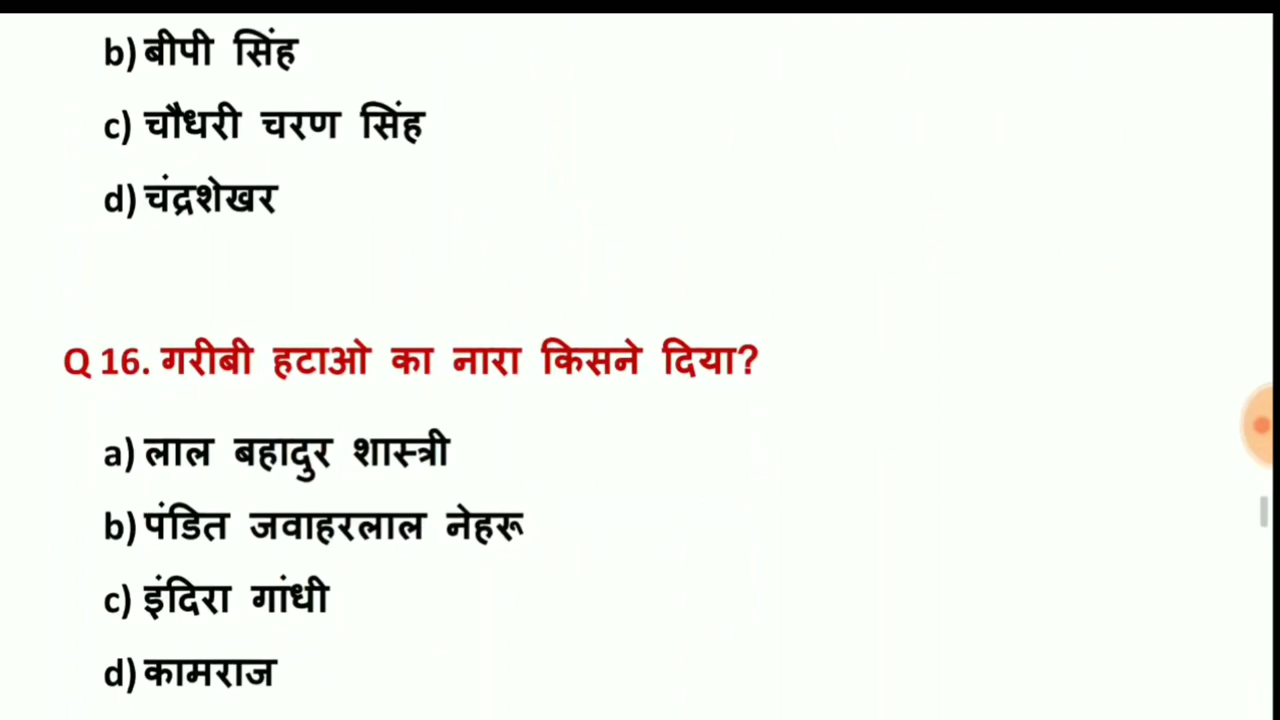 b) बीपी सिंह
c) चौधरी चरण सिंह
d) चंद्रशेखर
Q 16. गरीबी हटाओ का नारा किसने दिया?
a) लाल बहादुर शास्त्री
b) पंडित जवाहरलाल नेहरू
c) इंदिरा गांधी
d) कामराज